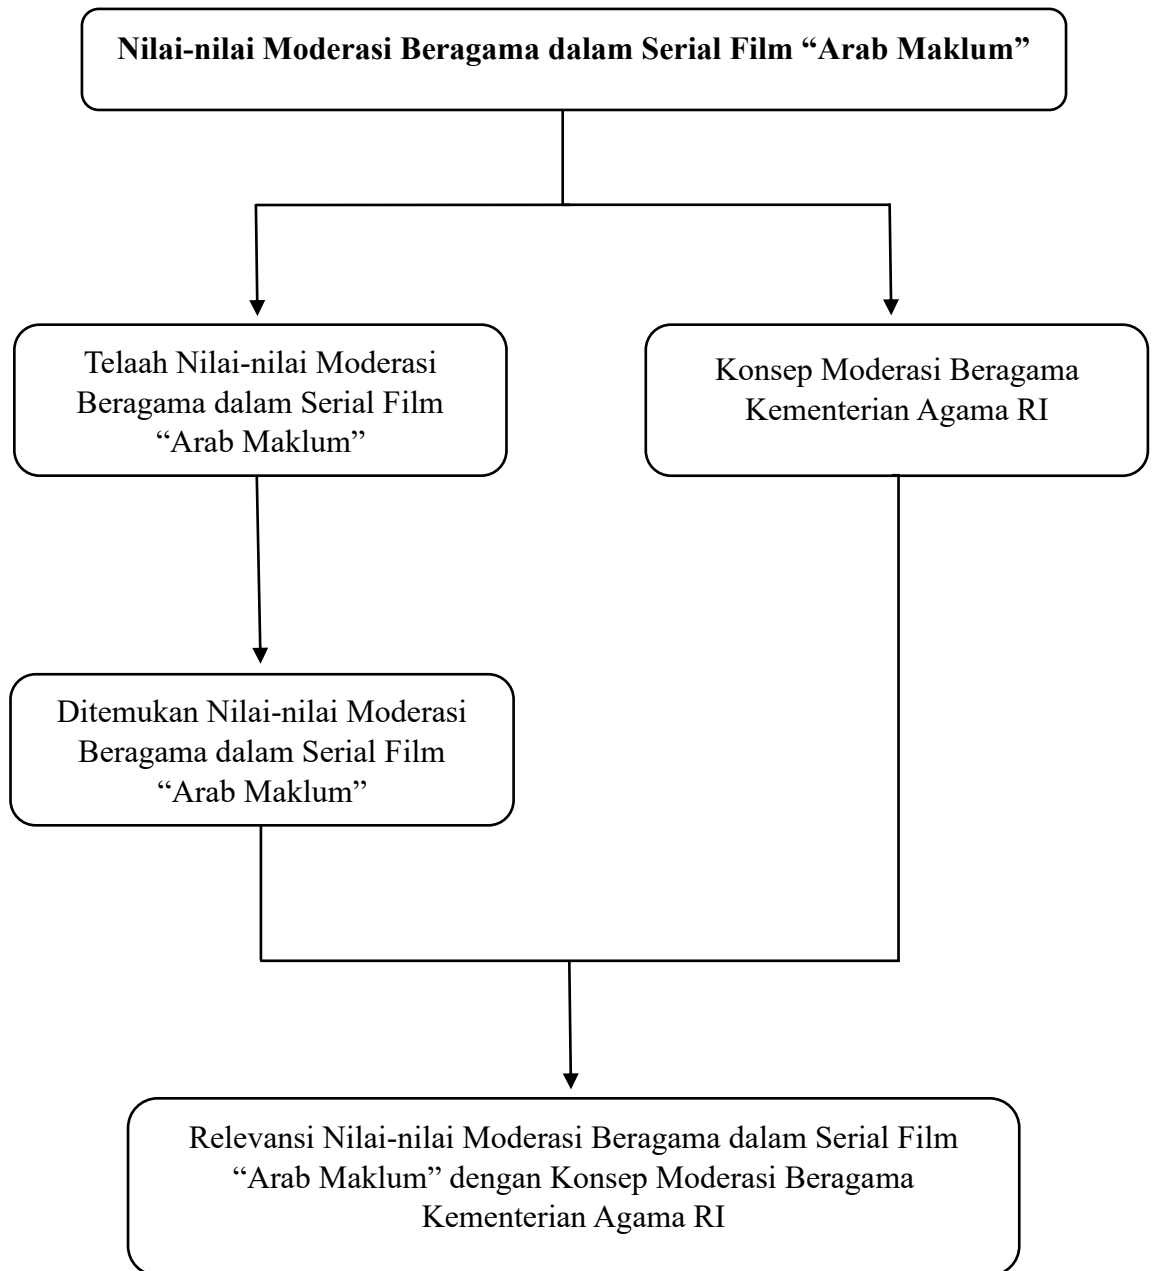 Nilai-nilai Moderasi Beragama dalam Serial Film “Arab Maklum”
Telaah Nilai-nilai Moderasi
Beragama dalam Serial Film
“Arab Maklum”
Konsep Moderasi Beragama
Kementerian Agama RI
Ditemukan Nilai-nilai Moderasi
Beragama dalam Serial Film
“Arab Maklum”
Relevansi Nilai-nilai Moderasi Beragama dalam Serial Film
“Arab Maklum” dengan Konsep Moderasi Beragama
Kementerian Agama RI